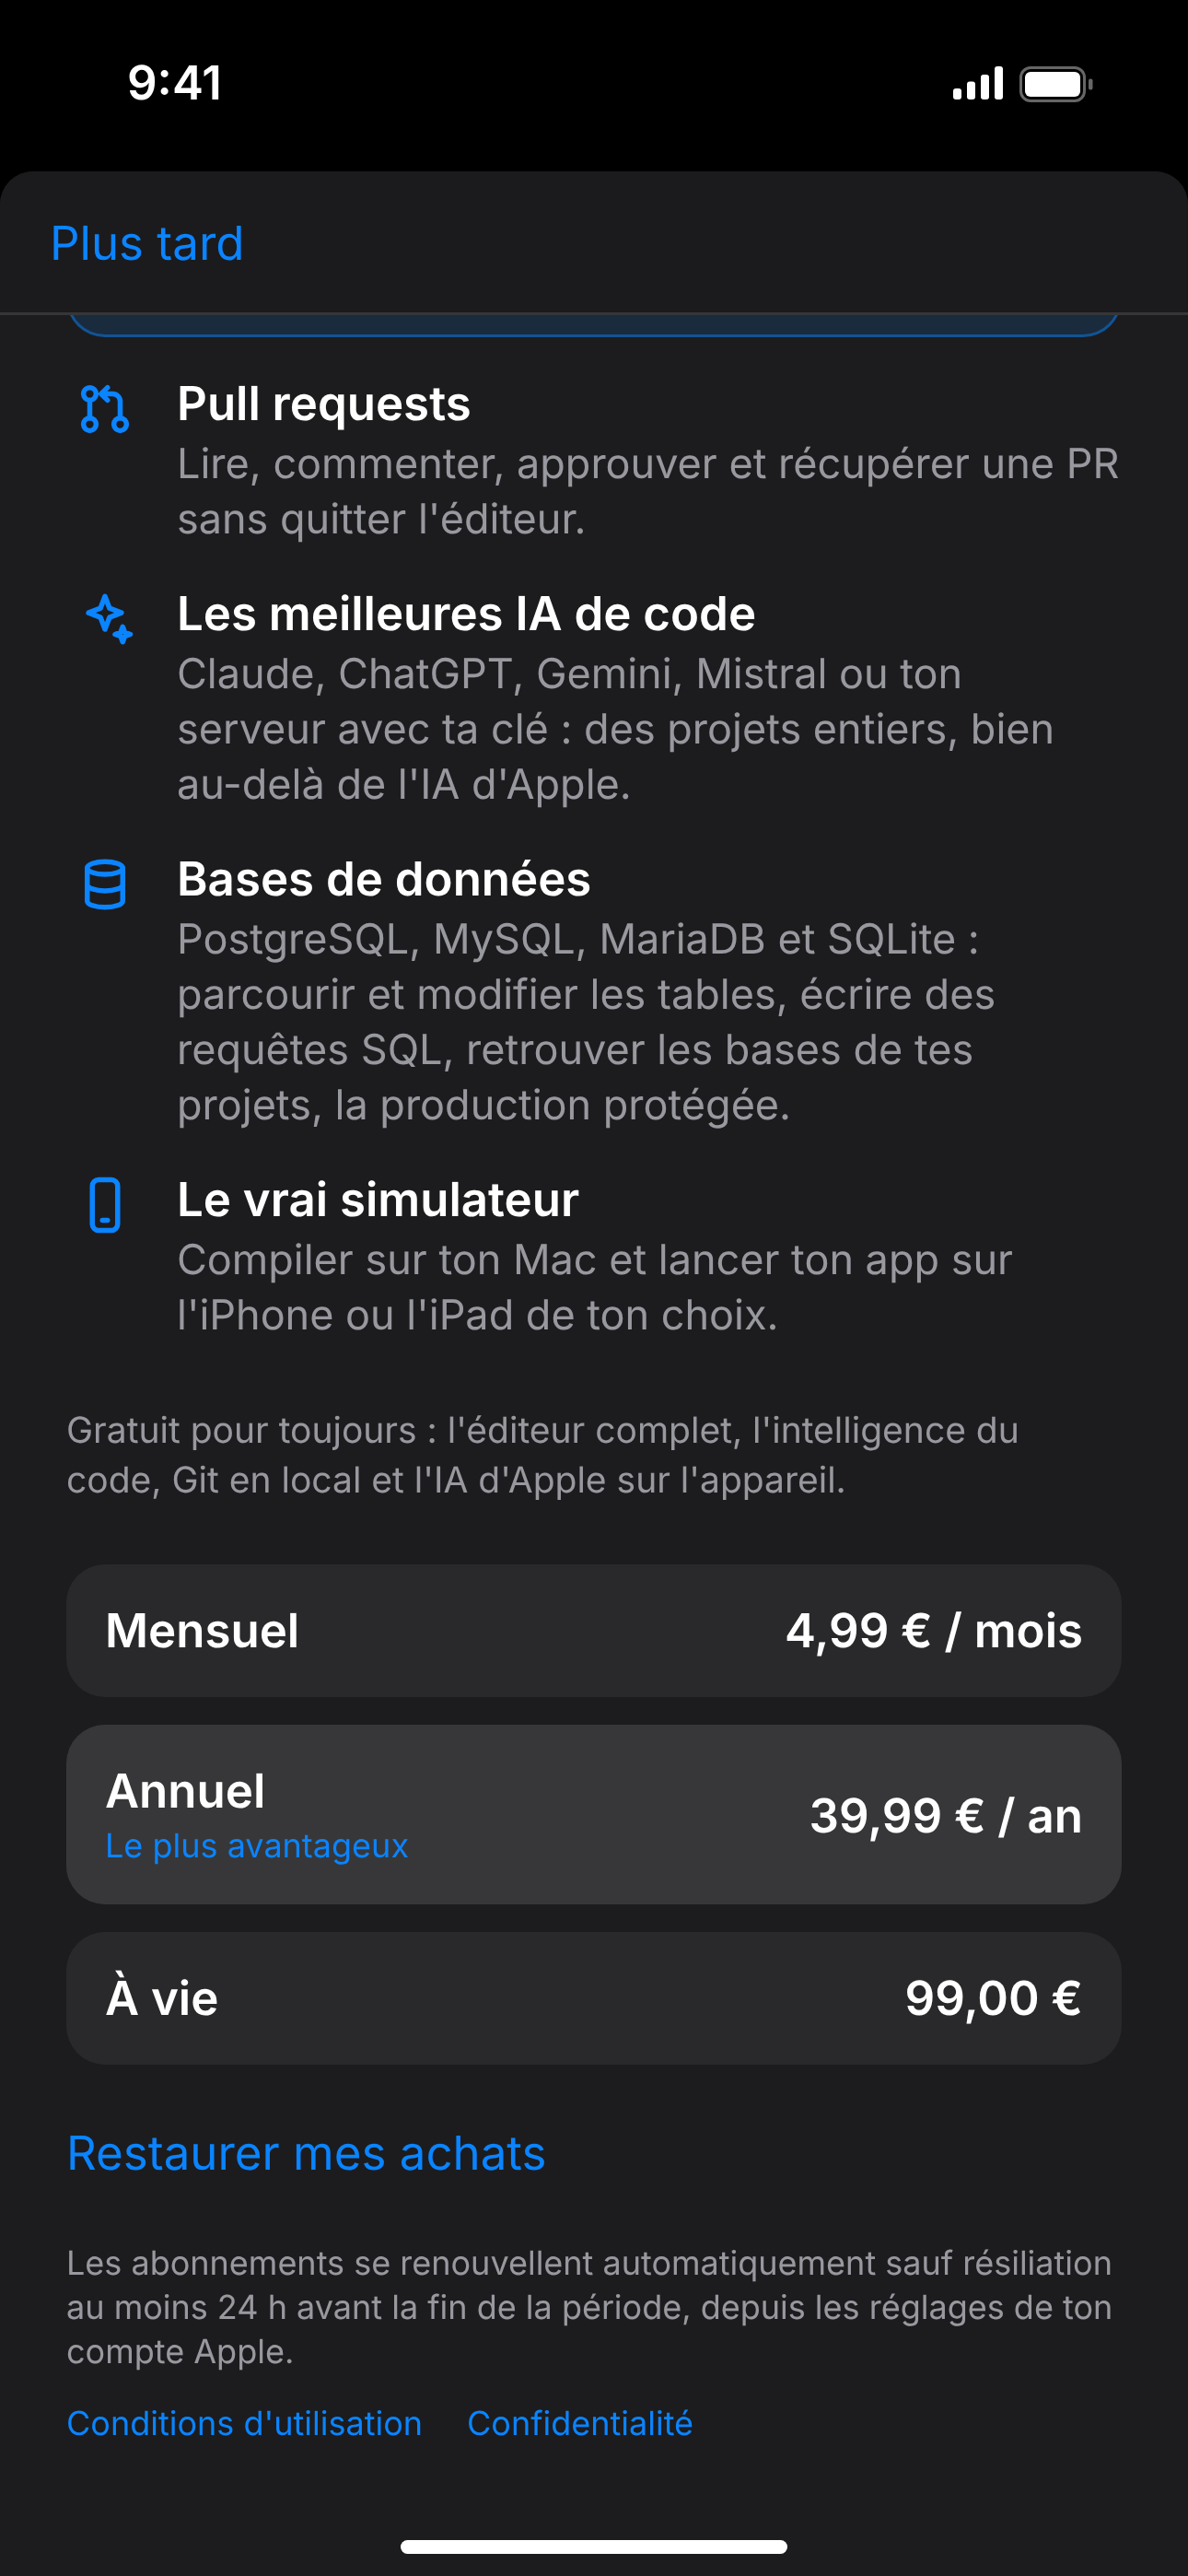 9:41
Plus tard
Pull requests
Lire, commenter, approuver et récupérer une PR
sans quitter l'éditeur.
Les meilleures IA de code
Claude, ChatGPT, Gemini, Mistral ou ton
serveur avec ta clé : des projets entiers, bien
au-delà de l'IA d'Apple.
Bases de données
PostgreSQL, MySQL, MariaDB et SQLite :
parcourir et modifier les tables, écrire des
requêtes SQL, retrouver les bases de tes
projets, la production protégée.
Le vrai simulateur
Compiler sur ton Mac et lancer ton app sur
l'iPhone ou l'iPad de ton choix.
Gratuit pour toujours : l'éditeur complet, l'intelligence du
code, Git en local et l'IA d'Apple sur l'appareil.
Mensuel 4,99 € / mois
Annuel
Le plus avantageux
39,99 € / an
À vie 99,00 €
Restaurer mes achats
Les abonnements se renouvellent automatiquement sauf résiliation
au moins 24 h avant la fin de la période, depuis les réglages de ton
compte Apple.
Conditions d'utilisation Confidentialité